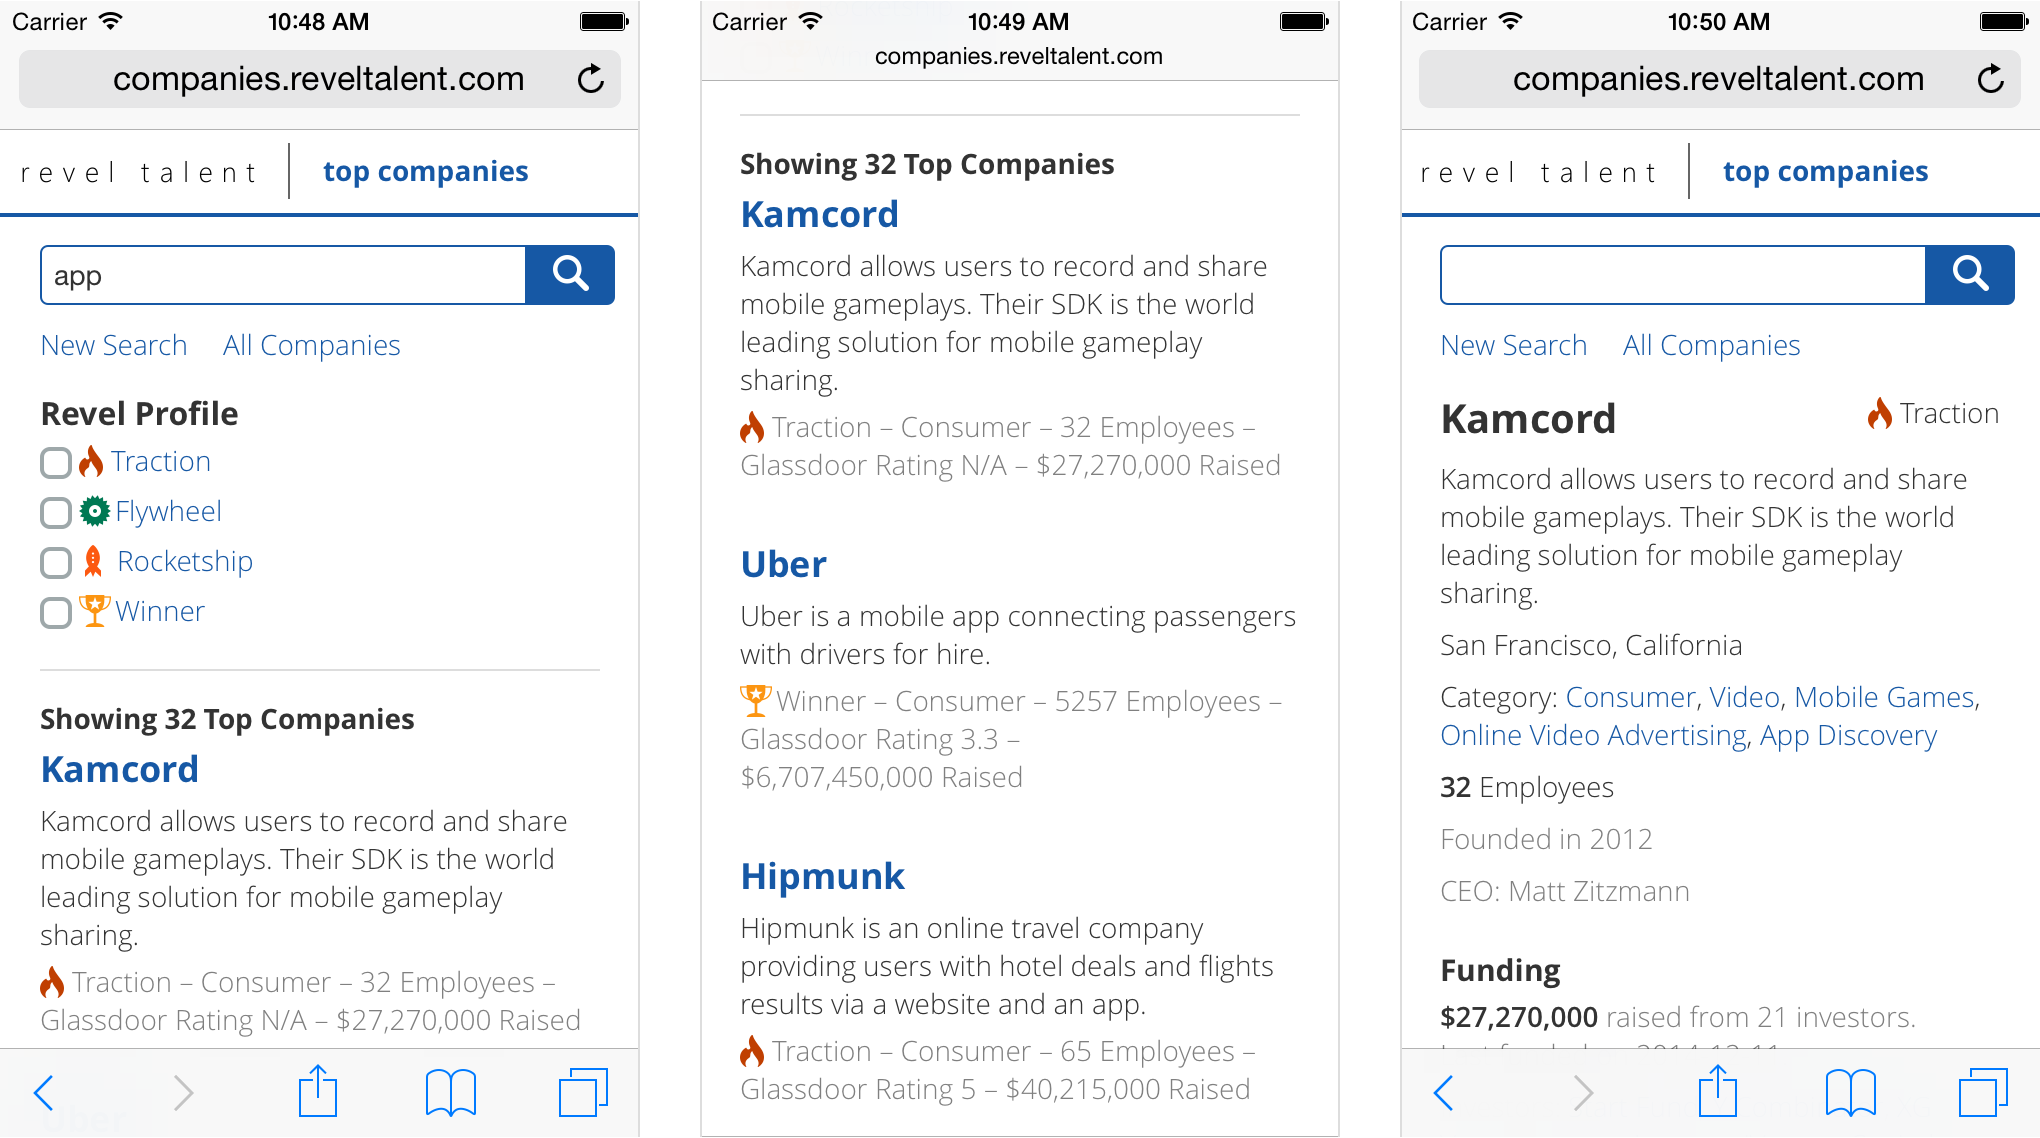 Carrier 10:48 AM
companies.reveltalent.com
revel talent | top companies
app
New Search All Companies
Revel Profile
Traction
Flywheel
Rocketship
Winner
Showing 32 Top Companies
Kamcord
Kamcord allows users to record and share
mobile gameplays. Their SDK is the world
leading solution for mobile gameplay
sharing.
Traction – Consumer – 32 Employees –
Glassdoor Rating N/A – $27,270,000 Raised
Uber
Carrier 10:49 AM
companies.reveltalent.com
Showing 32 Top Companies
Kamcord
Kamcord allows users to record and share
mobile gameplays. Their SDK is the world
leading solution for mobile gameplay
sharing.
Traction – Consumer – 32 Employees –
Glassdoor Rating N/A – $27,270,000 Raised
Uber
Uber is a mobile app connecting passengers
with drivers for hire.
Winner – Consumer – 5257 Employees –
Glassdoor Rating 3.3 –
$6,707,450,000 Raised
Hipmunk
Hipmunk is an online travel company
providing users with hotel deals and flights
results via a website and an app.
Traction – Consumer – 65 Employees –
Glassdoor Rating 5 – $40,215,000 Raised
Carrier 10:50 AM
companies.reveltalent.com
revel talent | top companies
New Search All Companies
Kamcord Traction
Kamcord allows users to record and share
mobile gameplays. Their SDK is the world
leading solution for mobile gameplay
sharing.
San Francisco, California
Category: Consumer, Video, Mobile Games,
Online Video Advertising, App Discovery
32 Employees
Founded in 2012
CEO: Matt Zitzmann
Funding
$27,270,000 raised from 21 investors.